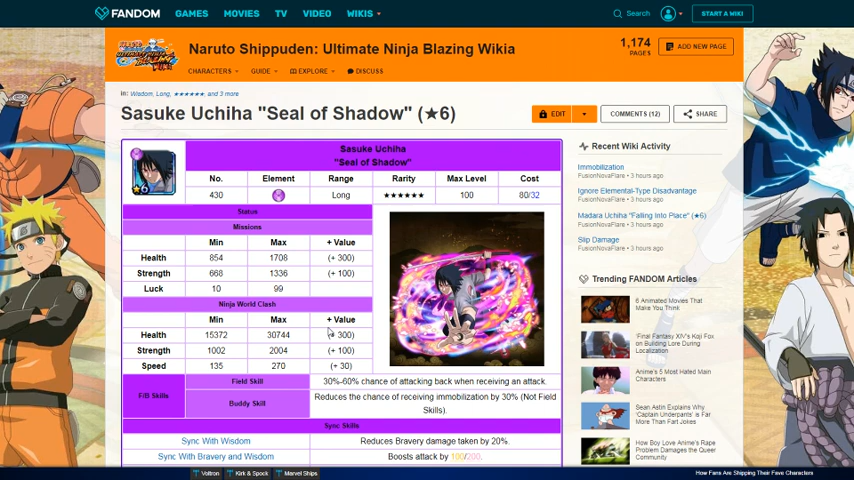 FANDOM GAMES MOVIES TV VIDEO WIKIS Search START A WIKI
Naruto Shippuden: Ultimate Ninja Blazing Wikia
1,174 PAGES ADD NEW PAGE
CHARACTERS GUIDE EXPLORE DISCUSS
In: Wisdom, Long, ★★★★★★, and 3 more
Sasuke Uchiha "Seal of Shadow" (★6)
EDIT COMMENTS (12) SHARE
Sasuke Uchiha
"Seal of Shadow"
No. Element Range Rarity Max Level Cost
430 Long ★★★★★★ 100 80/32
★6
Status
Missions
Min Max + Value
Health 854 1708 (+ 300)
Strength 668 1336 (+ 100)
Luck 10 99
Ninja World Clash
Min Max + Value
Health 15372 30744 (+ 300)
Strength 1002 2004 (+ 100)
Speed 135 270 (+ 30)
F/B Skills
Field Skill 30%-60% chance of attacking back when receiving an attack.
Buddy Skill Reduces the chance of receiving immobilization by 30% (Not Field
Skills).
Sync Skills
Sync With Wisdom Reduces Bravery damage taken by 20%.
Sync With Bravery and Wisdom Boosts attack by 100/200.
Recent Wiki Activity
Immobilization
FusionNovaFlare • 3 hours ago
Ignore Elemental-Type Disadvantage
FusionNovaFlare • 3 hours ago
Madara Uchiha "Falling Into Place" (★6)
FusionNovaFlare • 3 hours ago
Slip Damage
FusionNovaFlare • 3 hours ago
Trending FANDOM Articles
6 Animated Movies That
Make You Think
'Final Fantasy XIV's Koji Fox
on Building Lore During
Localization
Anime's 5 Most Hated Main
Characters
Sean Astin Explains Why
'Captain Underpants' is Far
More Than Fart Jokes
How Boy Love Anime's Rape
Problem Damages the Queer
Community
Voltron Kirk & Spock Marvel Ships How Fans Are Shipping Their Fave Characters